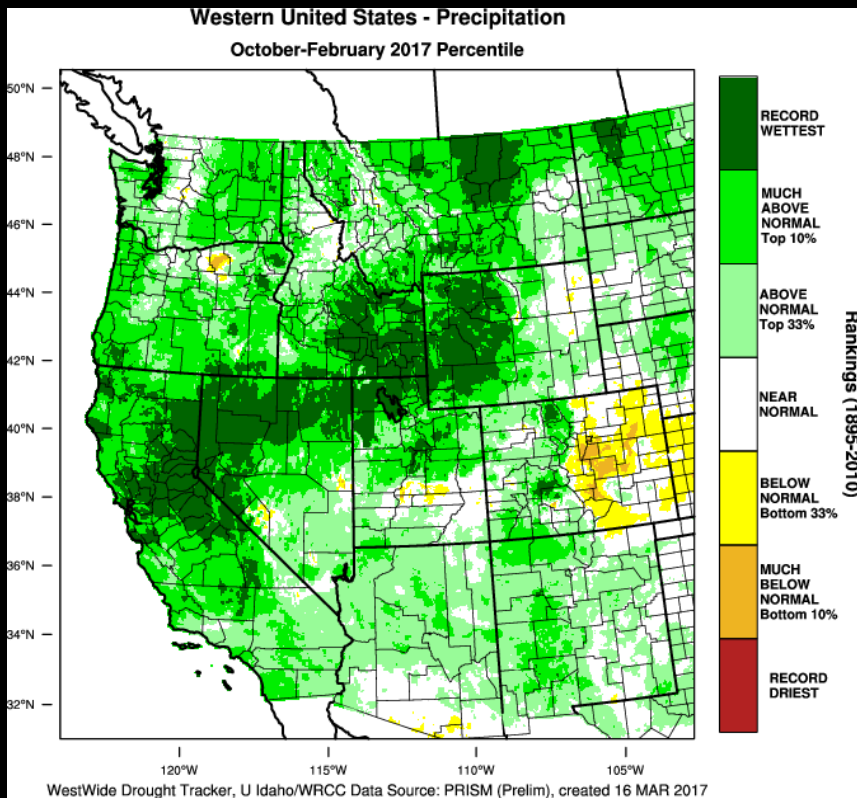 Western United States - Precipitation
October-February 2017 Percentile
50°N
48°N
46°N
44°N
42°N
40°N
38°N
36°N
34°N
32°N
120°W
115°W
110°W
105°W
RECORD
WETTEST
MUCH
ABOVE
NORMAL
Top 10%
ABOVE
NORMAL
Top 33%
NEAR
NORMAL
BELOW
NORMAL
Bottom 33%
MUCH
BELOW
NORMAL
Bottom 10%
RECORD
DRIEST
Rankings (1895-2010)
WestWide Drought Tracker, U Idaho/WRCC Data Source: PRISM (Prelim), created 16 MAR 2017